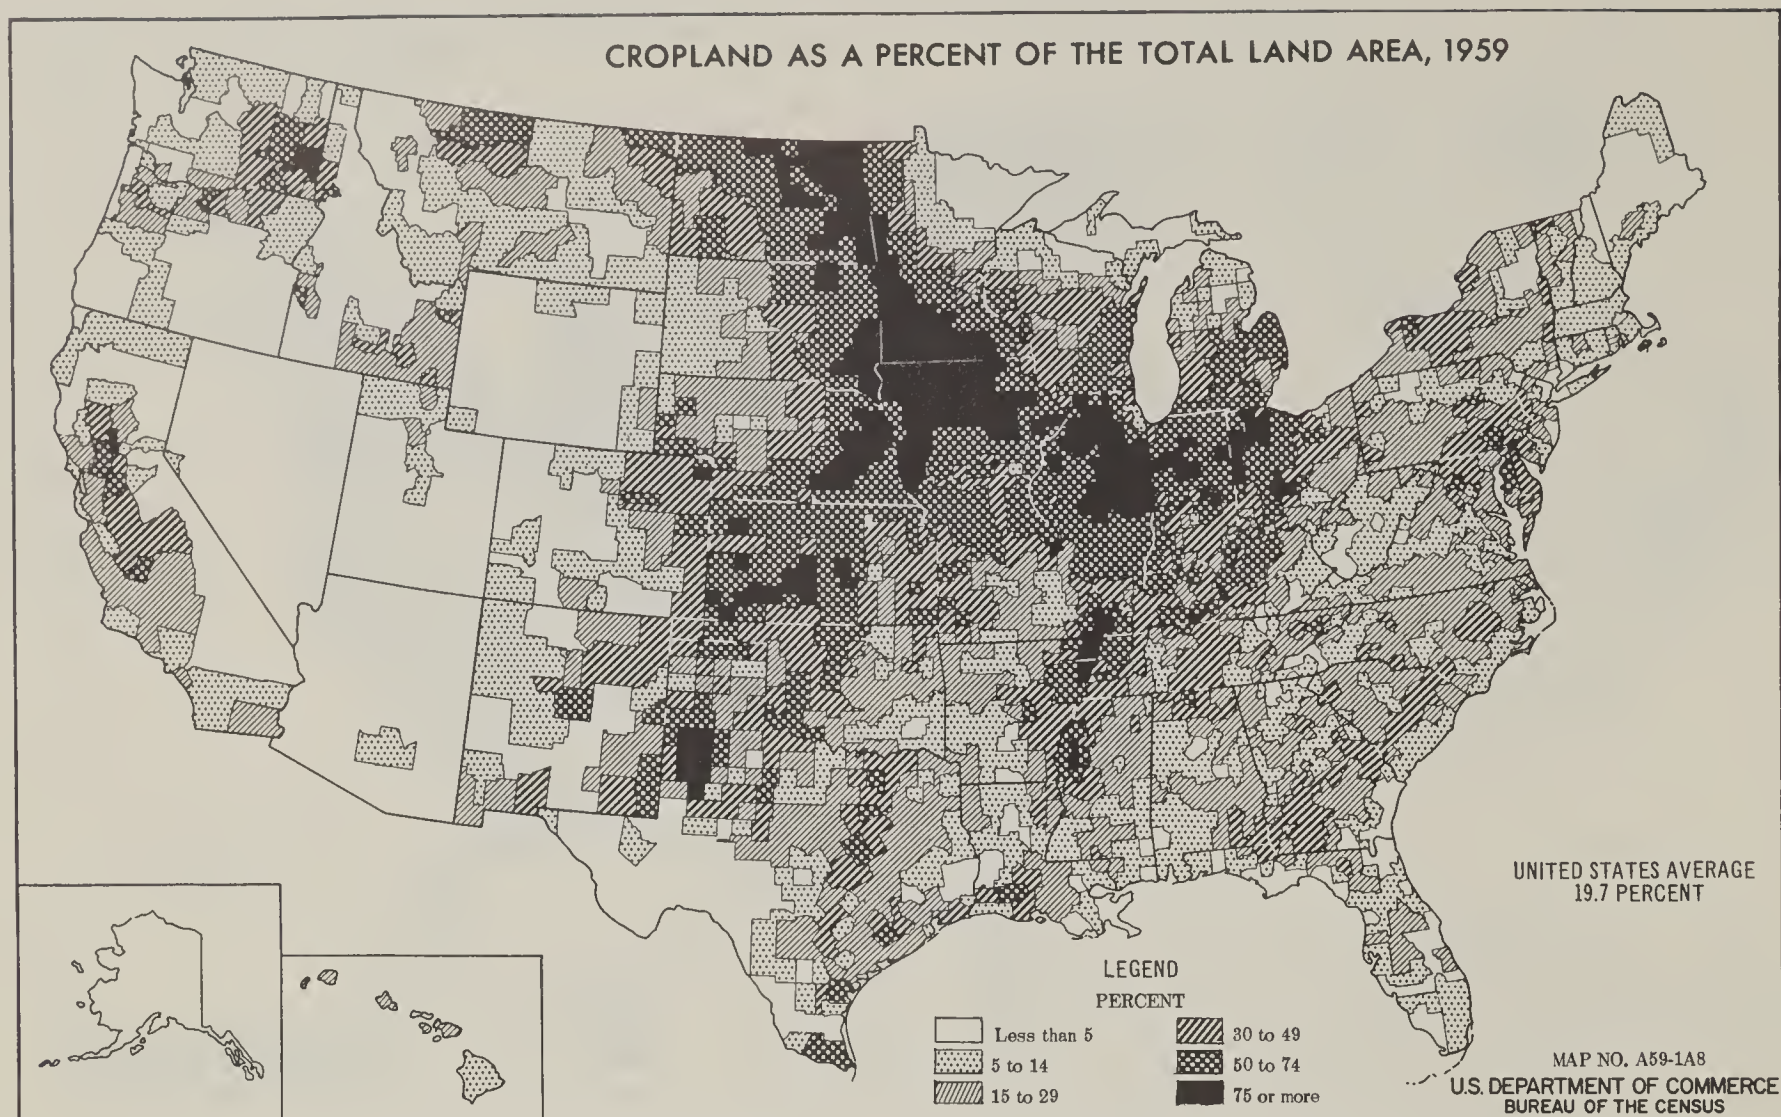 CROPLAND AS A PERCENT OF THE TOTAL LAND AREA, 1959
UNITED STATES AVERAGE
19.7 PERCENT
LEGEND
PERCENT
Less than 5
5 to 14
15 to 29
30 to 49
50 to 74
75 or more
MAP NO. A59-1A8
U.S. DEPARTMENT OF COMMERCE
BUREAU OF THE CENSUS